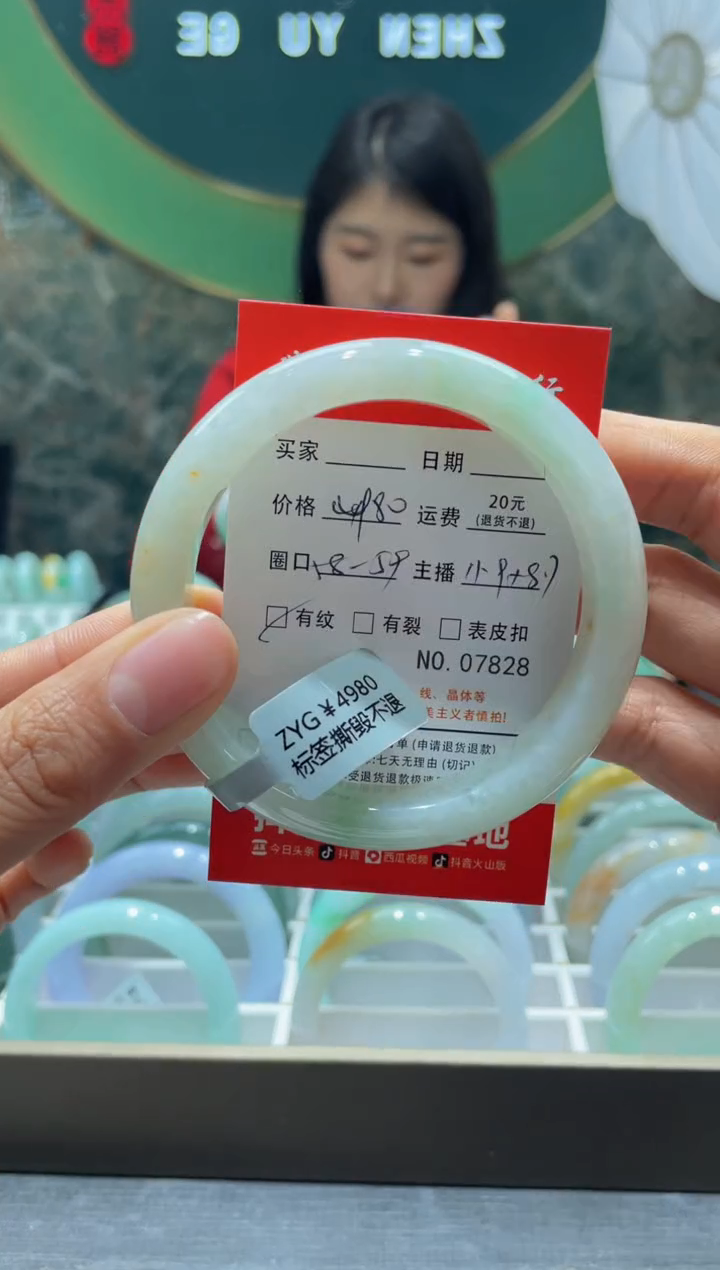 ZHEN YU GE
买家 日期
价格 4980 运费 20元 (退货不退)
圈口 58-59 主播
有纹 有裂 表皮扣
NO. 07828
线、晶体等
美主义者慎拍!
ZYG ¥4980
标签撕毁不退
单 (申请退货退款)
七天无理由 (切记)
受退货退款
今日头条 抖音 西瓜视频 抖音火山版